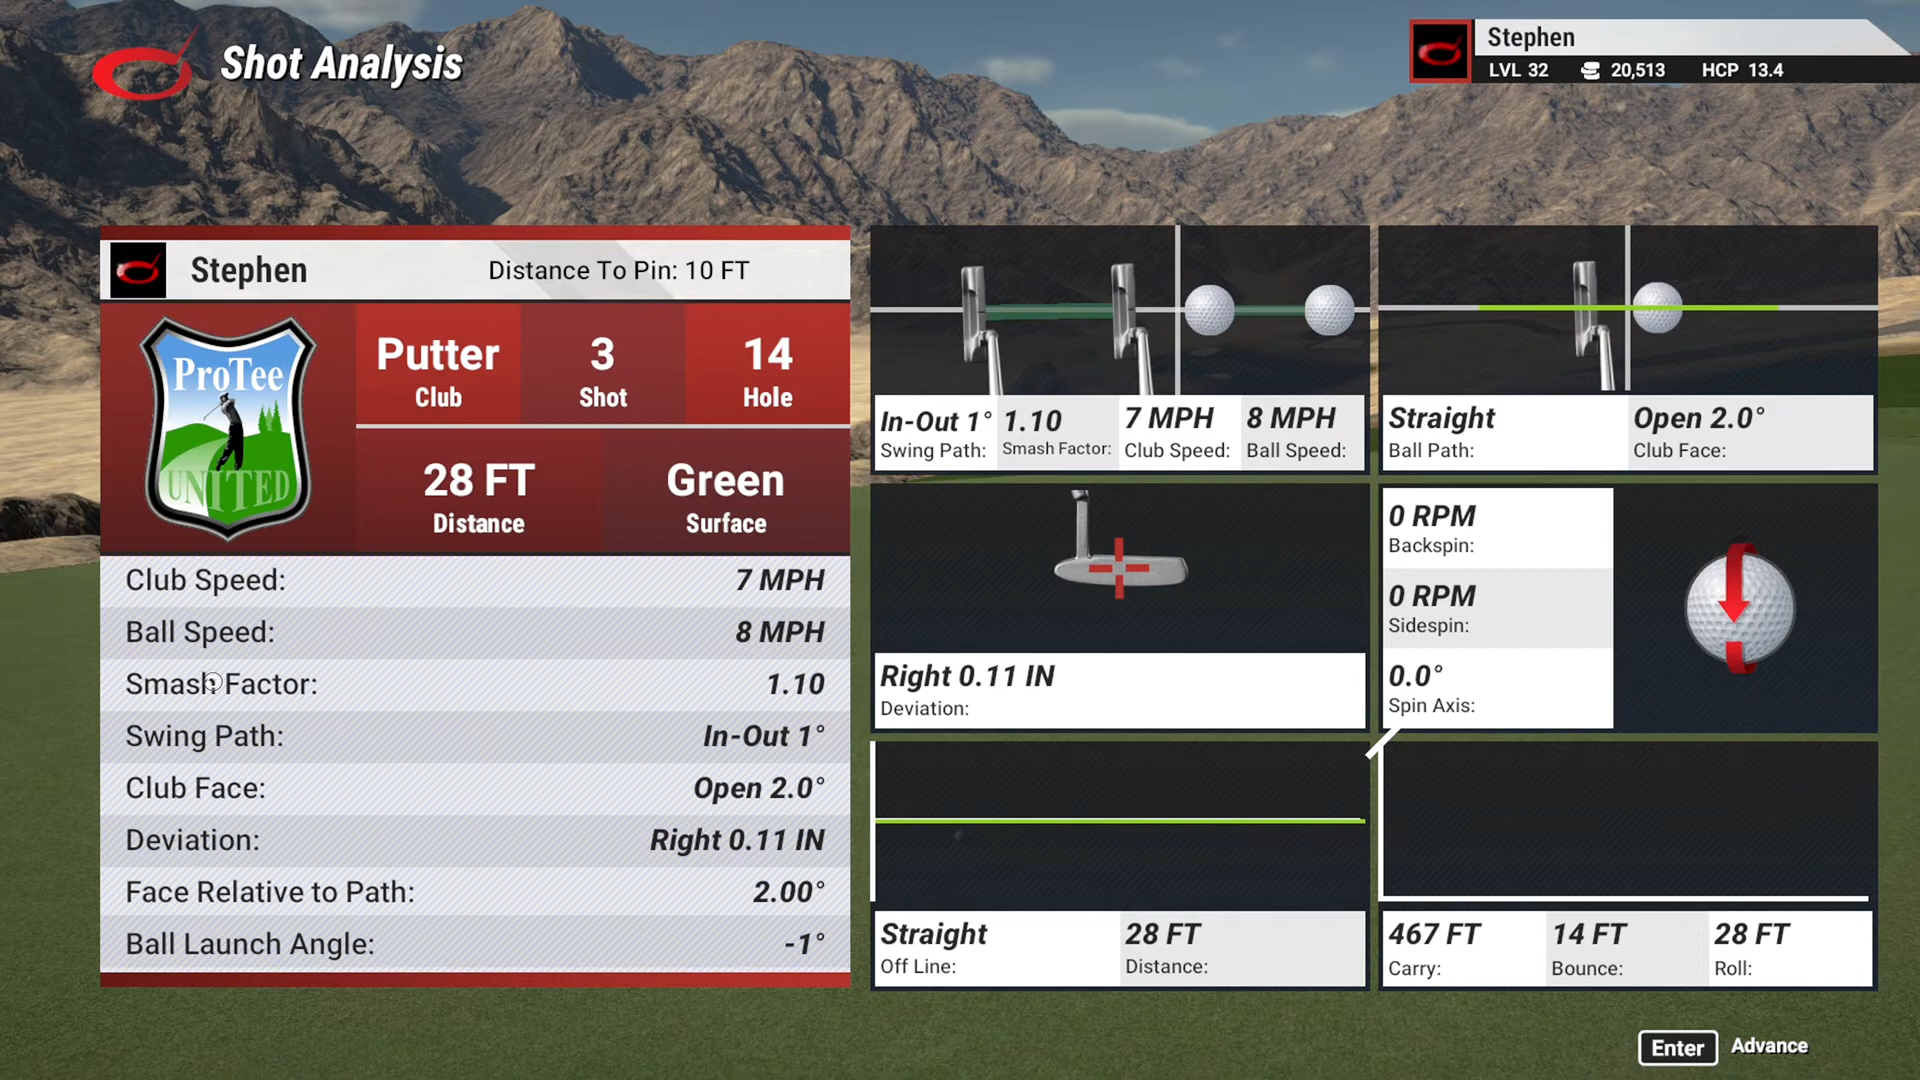 Shot Analysis
Stephen
LVL 32 20,513 HCP 13.4
Stephen Distance To Pin: 10 FT
ProTee
UNITED
Putter 3 14
Club Shot Hole
28 FT Green
Distance Surface
Club Speed: 7 MPH
Ball Speed: 8 MPH
Smash Factor: 1.10
Swing Path: In-Out 1°
Club Face: Open 2.0°
Deviation: Right 0.11 IN
Face Relative to Path: 2.00°
Ball Launch Angle: -1°
In-Out 1° 1.10 7 MPH 8 MPH
Swing Path: Smash Factor: Club Speed: Ball Speed:
Straight Open 2.0°
Ball Path: Club Face:
Right 0.11 IN
Deviation:
0 RPM
Backspin:
0 RPM
Sidespin:
0.0°
Spin Axis:
Straight 28 FT
Off Line: Distance:
467 FT 14 FT 28 FT
Carry: Bounce: Roll:
Enter Advance